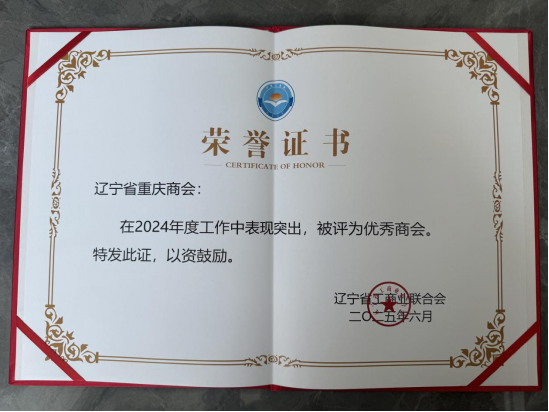 荣誉证书
CERTIFICATE OF HONOR
辽宁省重庆商会：
在2024年度工作中表现突出，被评为优秀商会。
特发此证，以资鼓励。
辽宁省工商业联合会
二〇二五年六月